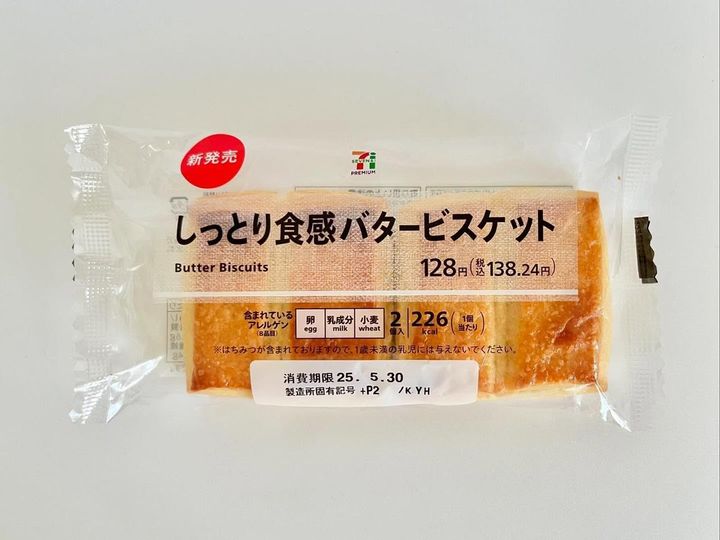 新発売
SEVEN & i
PREMIUM
しっとり食感バタービスケット
Butter Biscuits
128円(税込138.24円)
含まれている
アレルゲン
(8品目)
卵 egg
乳成分 milk
小麦 wheat
2個入
226kcal
(1個当たり)
※はちみつが含まれておりますので、1歳未満の乳児には与えないでください。
消費期限 25. 5.30
製造所固有記号 +P2 /KYH